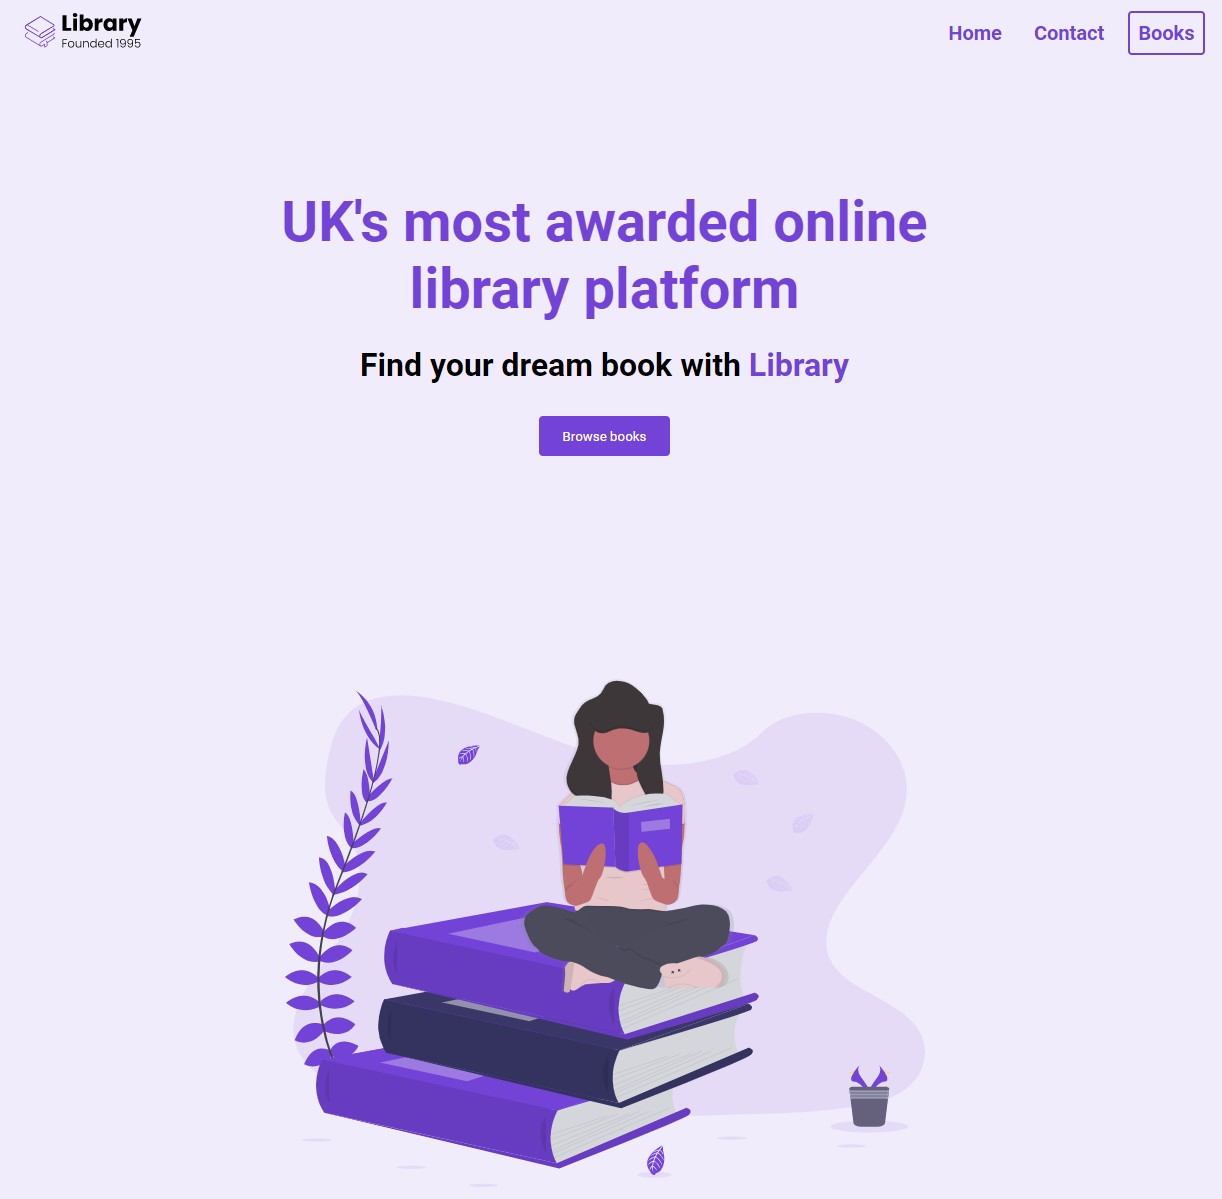 Library
Founded 1995
Home Contact Books
UK's most awarded online
library platform
Find your dream book with Library
Browse books